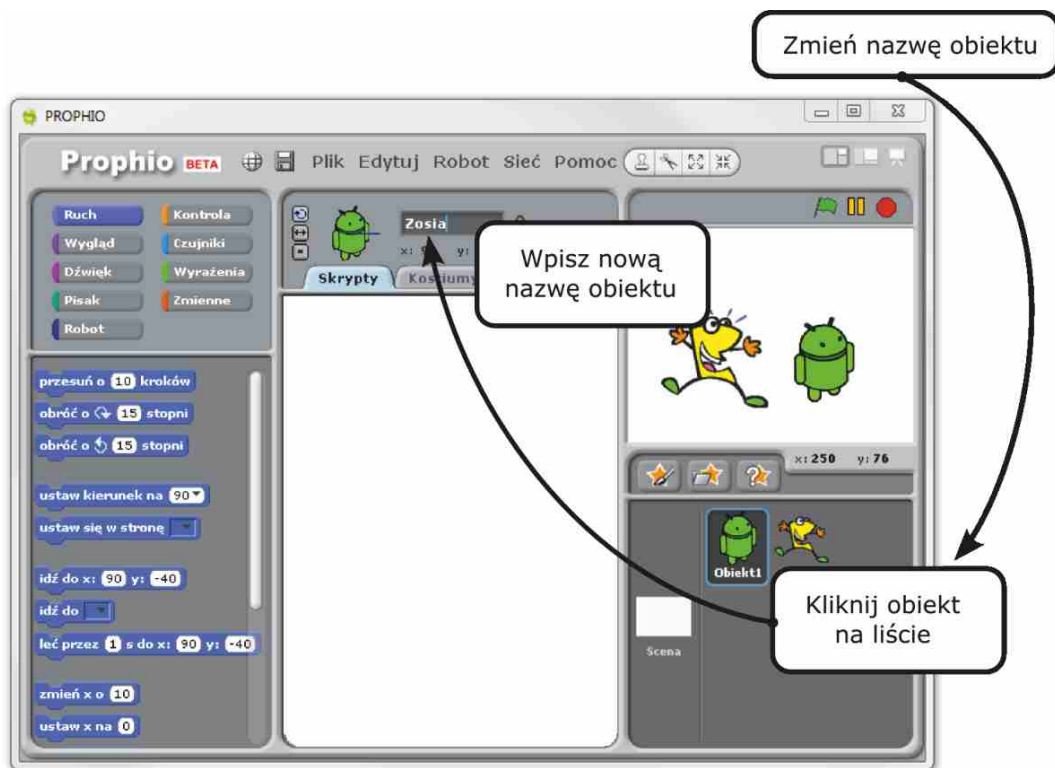 Zmień nazwę obiektu
PROPHIO
Prophio BETA
Plik Edytuj Robot Sieć Pomoc
Ruch
Kontrola
Wygląd
Czujniki
Dźwięk
Wyrażenia
Pisak
Zmienne
Robot
Zosia
x:
y:
Wpisz nową
nazwę obiektu
Skrypty
Kostiumy
przesuń o 10 kroków
obróć o 15 stopni
obróć o 15 stopni
ustaw kierunek na 90
ustaw się w stronę
idź do x: 90 y: -40
idź do
leć przez 1 s do x: 90 y: -40
zmień x o 10
ustaw x na 0
x: 250 y: 76
Obiekt1
Scena
Kliknij obiekt
na liście